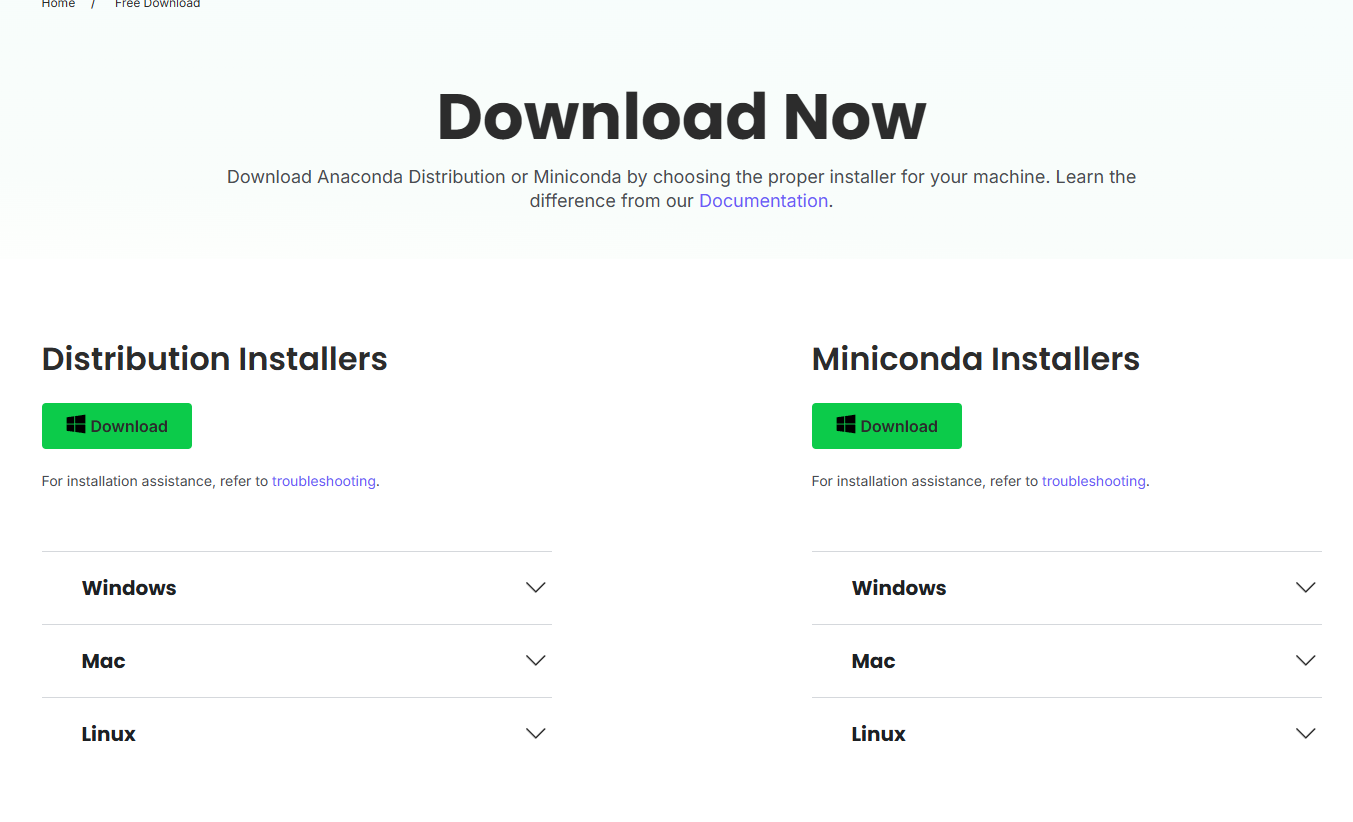 Home / Free Download
Download Now
Download Anaconda Distribution or Miniconda by choosing the proper installer for your machine. Learn the
difference from our Documentation.
Distribution Installers
Download
For installation assistance, refer to troubleshooting.
Windows
Mac
Linux
Miniconda Installers
Download
For installation assistance, refer to troubleshooting.
Windows
Mac
Linux